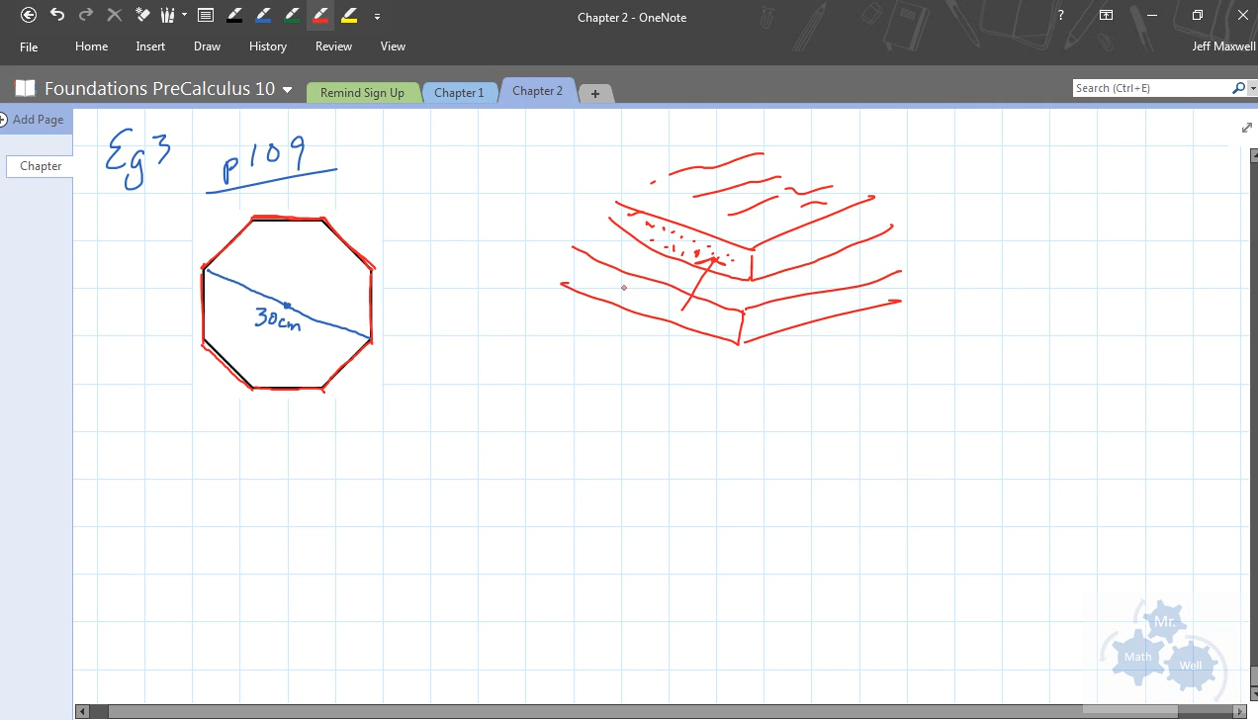 Chapter 2 - OneNote
?
File
Home
Insert
Draw
History
Review
View
Jeff Maxwell
Foundations PreCalculus 10
Remind Sign Up
Chapter 1
Chapter 2
+
Search (Ctrl+E)
Add Page
Chapter
Eg 3 p109
30cm
Mr.
Math
Well